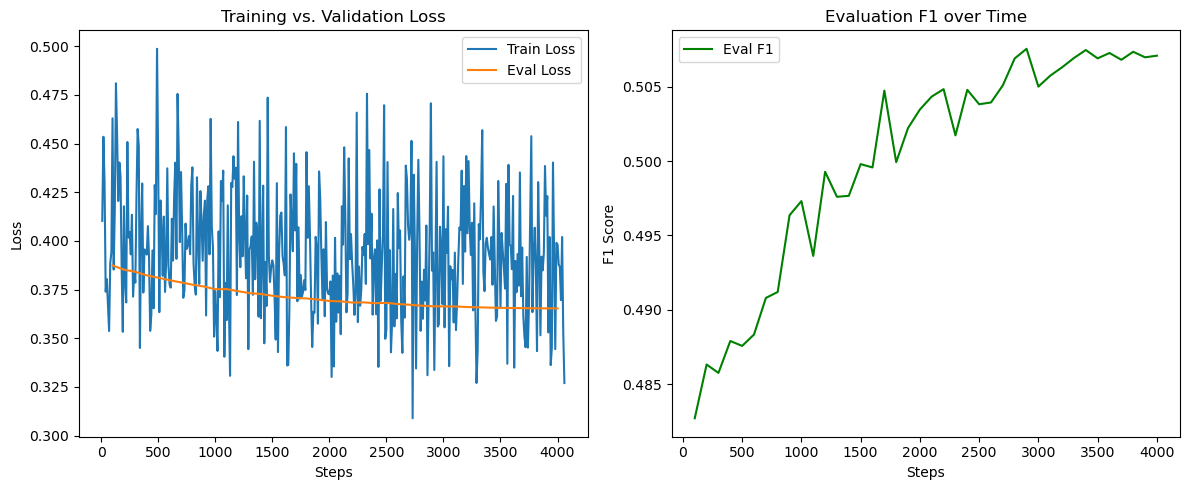 Training vs. Validation Loss
Train Loss
Eval Loss
0.500
0.475
0.450
0.425
0.400
0.375
0.350
0.325
0.300
Loss
0 500 1000 1500 2000 2500 3000 3500 4000
Steps
Evaluation F1 over Time
Eval F1
0.505
0.500
0.495
0.490
0.485
F1 Score
0 500 1000 1500 2000 2500 3000 3500 4000
Steps